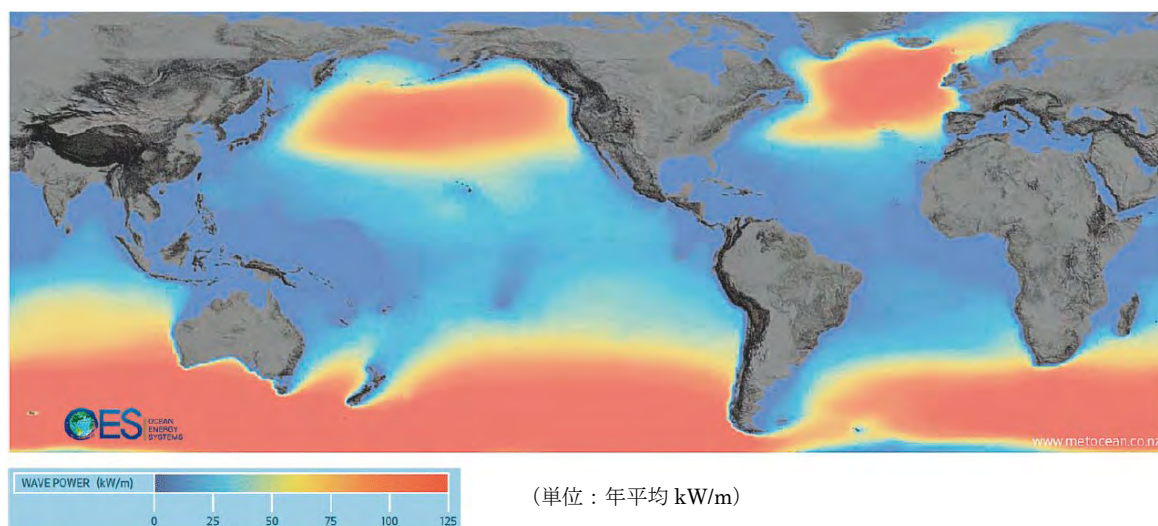 OES
OCEAN
ENERGY
SYSTEMS
www.metocean.co.nz
WAVE POWER (kW/m)
0 25 50 75 100 125
(単位：年平均 kW/m)